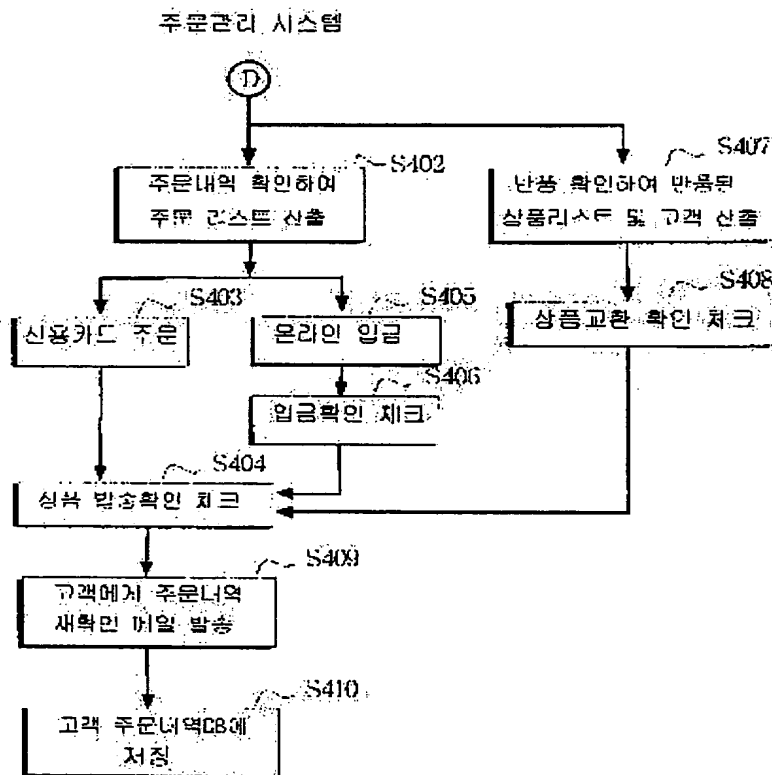 주문관리 시스템
D
S402
주문내역 확인하여
주문 리스트 산출
S407
반품 확인하여 반품된
상품리스트 및 고객 산출
S403
신용카드 주문
S405
온라인 입금
S408
상품교환 확인 체크
S406
입금확인 체크
S404
상품 발송확인 체크
S409
고객에게 주문내역
재확인 메일 발송
S410
고객 주문내역DB에
저장